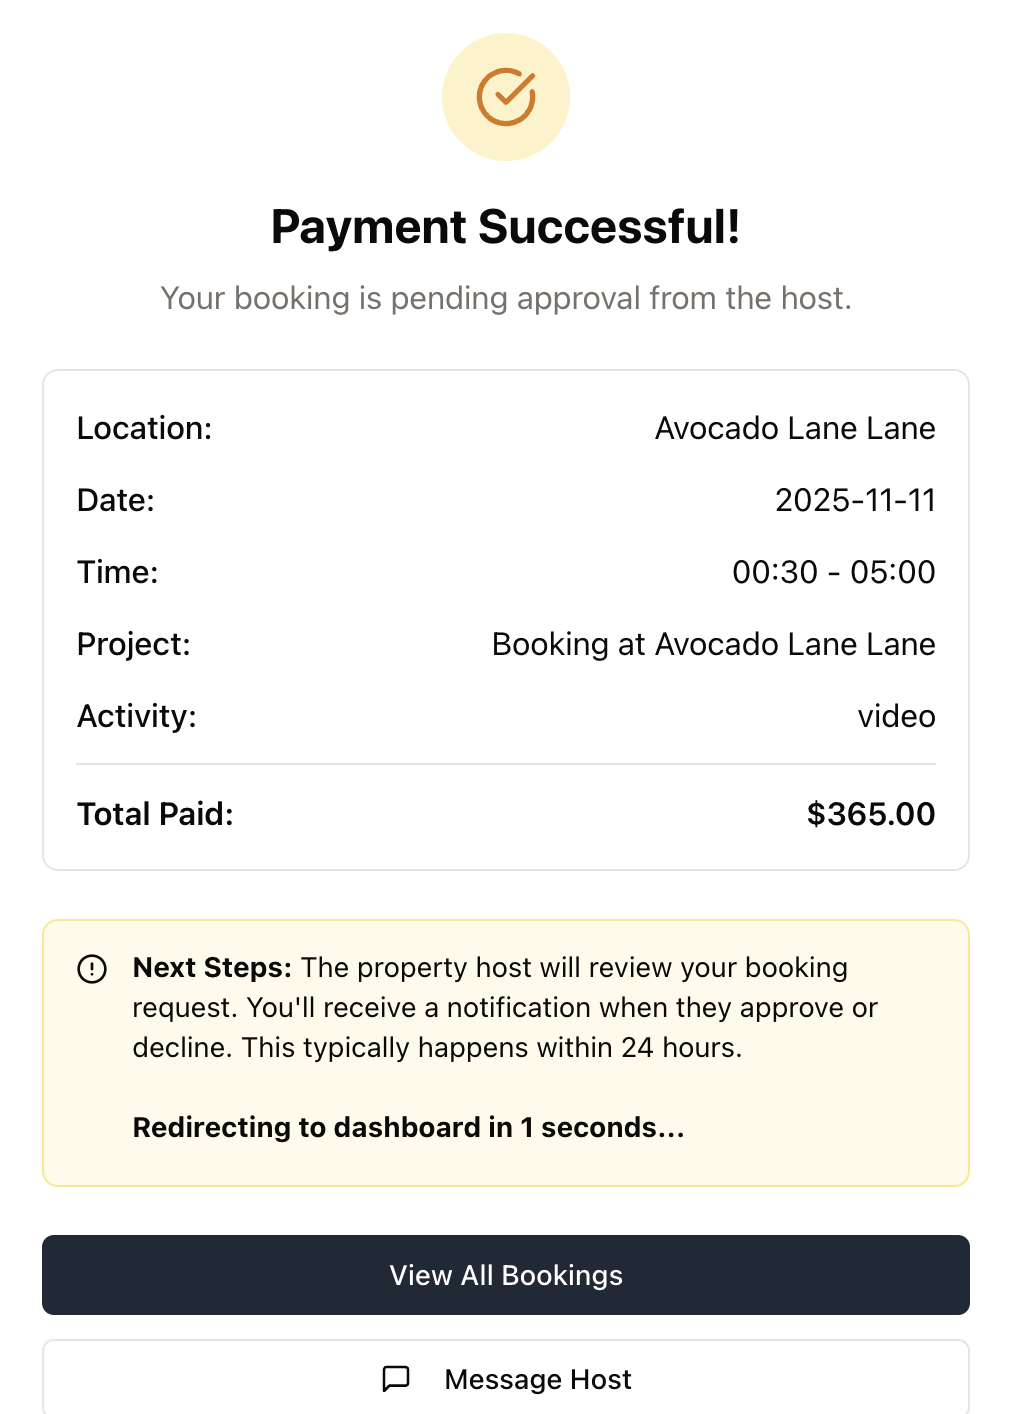 Payment Successful!
Your booking is pending approval from the host.
Location: Avocado Lane Lane
Date: 2025-11-11
Time: 00:30 - 05:00
Project: Booking at Avocado Lane Lane
Activity: video
Total Paid: $365.00
Next Steps: The property host will review your booking
request. You'll receive a notification when they approve or
decline. This typically happens within 24 hours.
Redirecting to dashboard in 1 seconds...
View All Bookings
Message Host